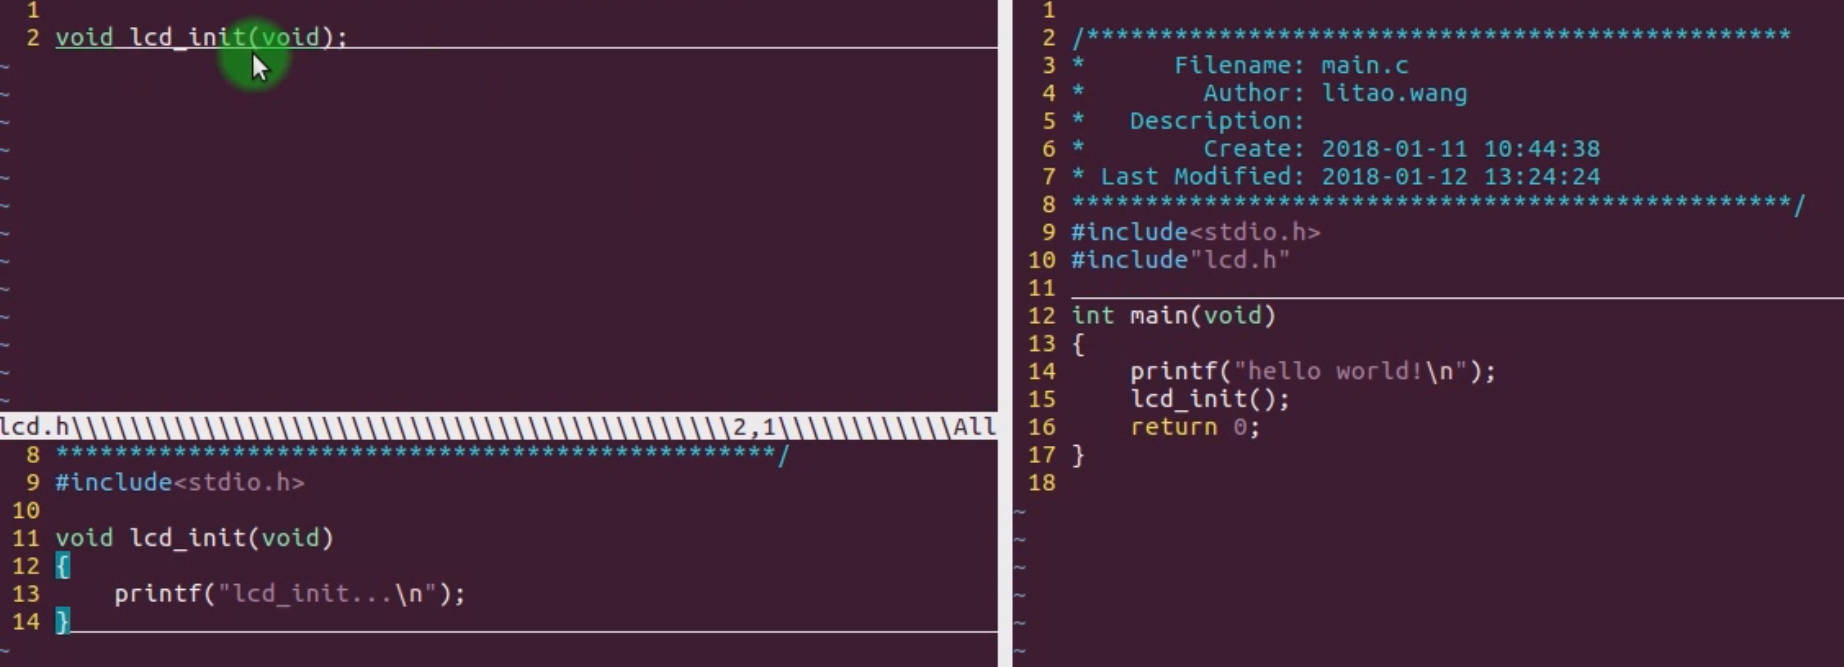 1
2 void lcd_init(void);
~
~
~
~
~
~
~
~
~
~
~
~
~
lcd.h\\\\\\\\\\\\\\\\\\\\\\\\\\\\\\\\\\\\\\\\\\\\\2,1\\\\\\\\\\\\All
8 *************************************************/
9 #include<stdio.h>
10
11 void lcd_init(void)
12 {
13     printf("lcd_init...\n");
14 }
~
1
2 /************************************************
3 *      Filename: main.c
4 *        Author: litao.wang
5 *   Description:
6 *        Create: 2018-01-11 10:44:38
7 * Last Modified: 2018-01-12 13:24:24
8 *************************************************/
9 #include<stdio.h>
10 #include"lcd.h"
11
12 int main(void)
13 {
14     printf("hello world!\n");
15     lcd_init();
16     return 0;
17 }
18
~
~
~
~
~
~